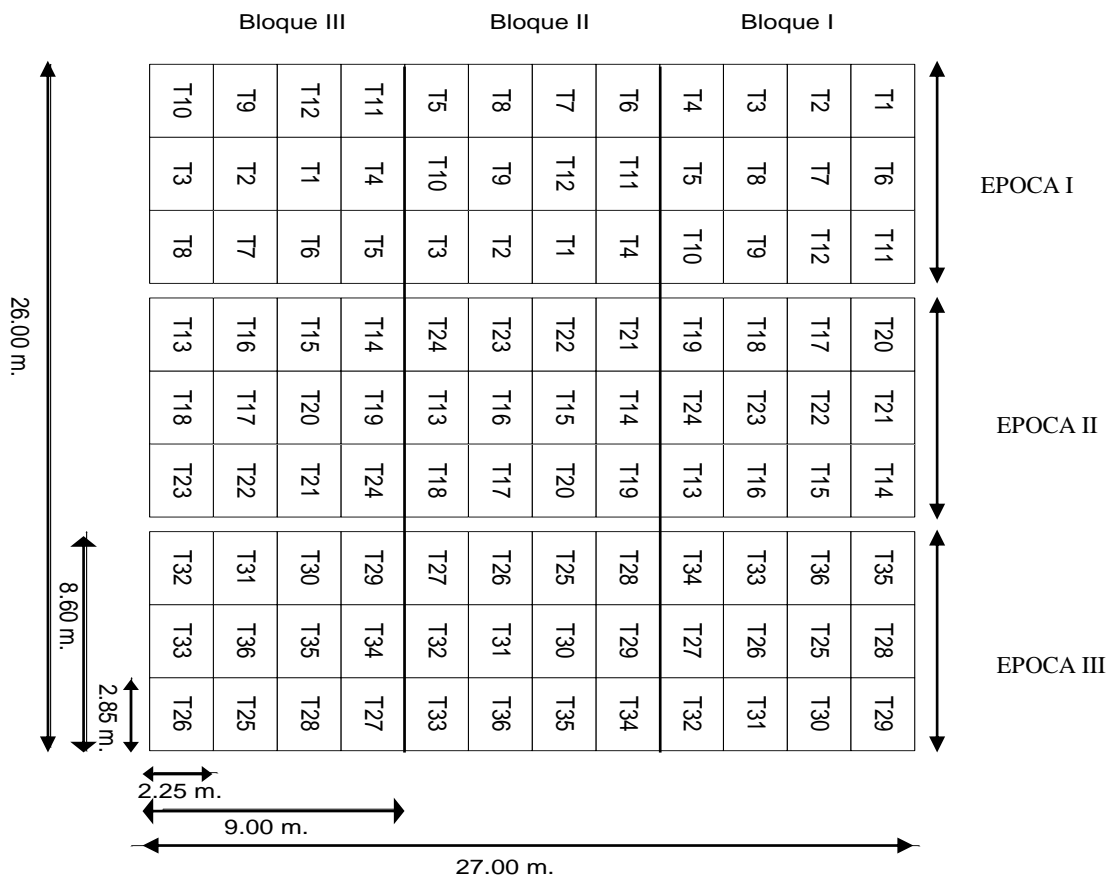 Bloque III Bloque II Bloque I
T10 T9 T12 T11 T5 T8 T7 T6 T4 T3 T2 T1
T3 T2 T1 T4 T10 T9 T12 T11 T5 T8 T7 T6
EPOCA I
T8 T7 T6 T5 T3 T2 T1 T4 T10 T9 T12 T11
26.00 m.
T13 T16 T15 T14 T24 T23 T22 T21 T19 T18 T17 T20
T18 T17 T20 T19 T13 T16 T15 T14 T24 T23 T22 T21
EPOCA II
T23 T22 T21 T24 T18 T17 T20 T19 T13 T16 T15 T14
8.60 m.
T32 T31 T30 T29 T27 T26 T25 T28 T34 T33 T36 T35
T33 T36 T35 T34 T32 T31 T30 T29 T27 T26 T25 T28
EPOCA III
2.85 m.
T26 T25 T28 T27 T33 T36 T35 T34 T32 T31 T30 T29
2.25 m.
9.00 m.
27.00 m.